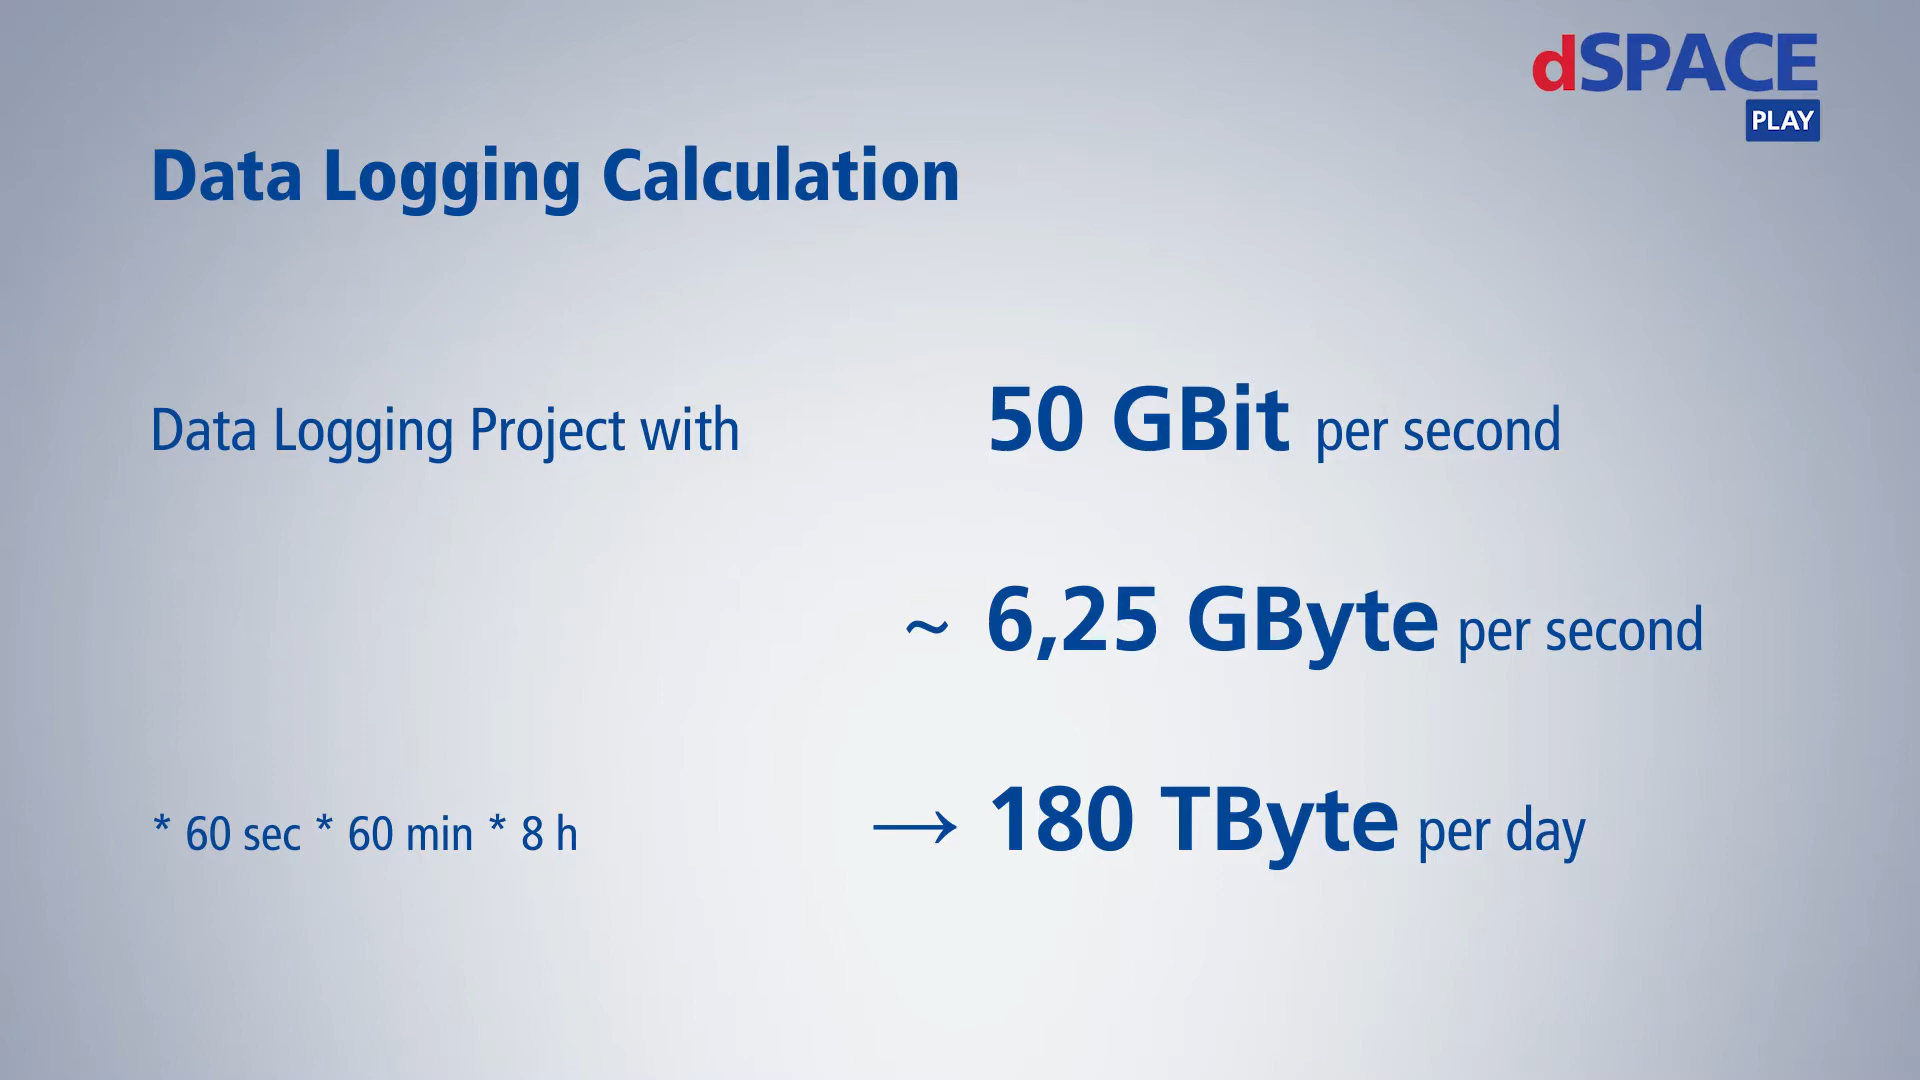 dSPACE
PLAY
Data Logging Calculation
Data Logging Project with 50 GBit per second
~ 6,25 GByte per second
* 60 sec * 60 min * 8 h → 180 TByte per day